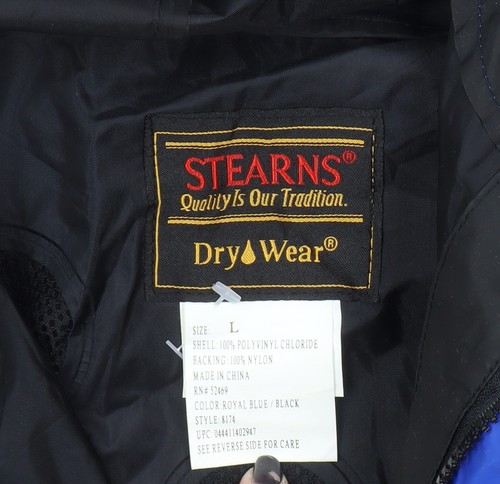 STEARNS®
Quality Is Our Tradition.
Dry Wear®
SIZE: L
SHELL: 100% POLYVINYL CHLORIDE
BACKING: 100% NYLON
MADE IN CHINA
RN# 52469
COLOR: ROYAL BLUE / BLACK
STYLE: 8174
UPC: 044411402947
SEE REVERSE SIDE FOR CARE